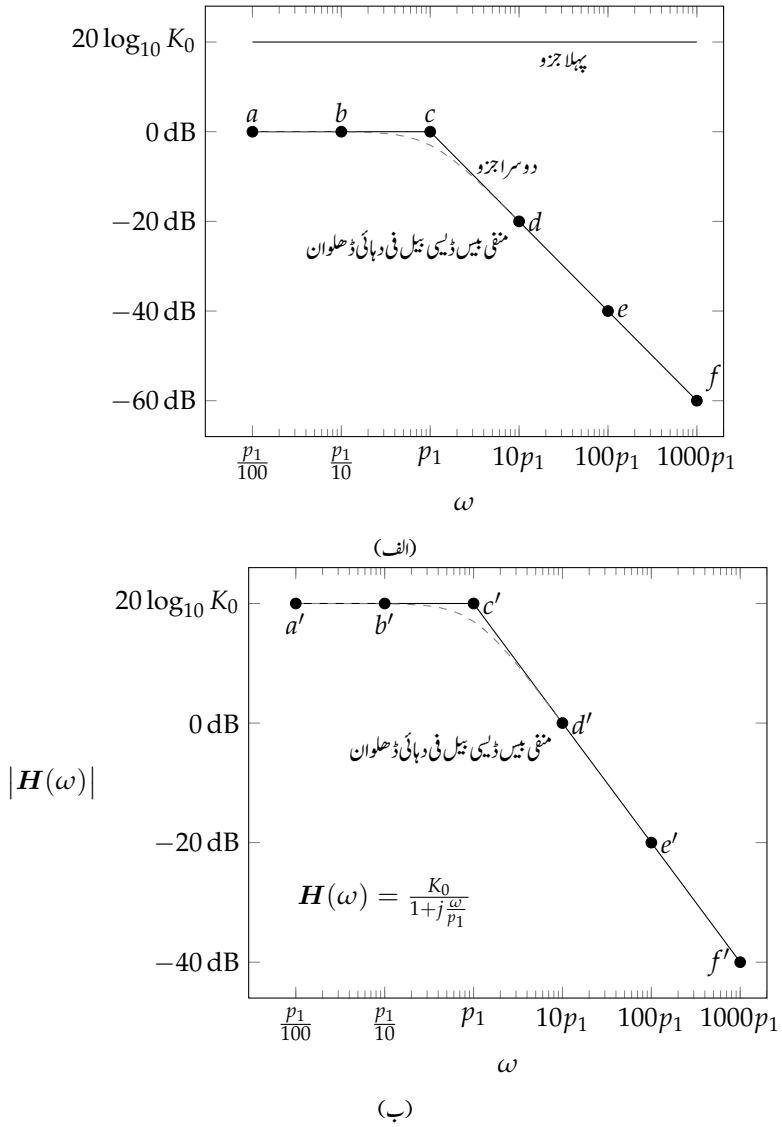 20 log₁₀ K₀
پہلا جزو
a b c
0 dB
دوسرا جزو
−20 dB
d
منفی بیس ڈیسی بیل فی دہائی ڈھلوان
−40 dB
e
f
−60 dB
p₁/100 p₁/10 p₁ 10p₁ 100p₁ 1000p₁
ω
(الف)
20 log₁₀ K₀
a′ b′ c′
0 dB
d′
منفی بیس ڈیسی بیل فی دہائی ڈھلوان
|H(ω)|
−20 dB
e′
H(ω) = K₀/(1+j ω/p₁)
−40 dB
f′
p₁/100 p₁/10 p₁ 10p₁ 100p₁ 1000p₁
ω
(ب)